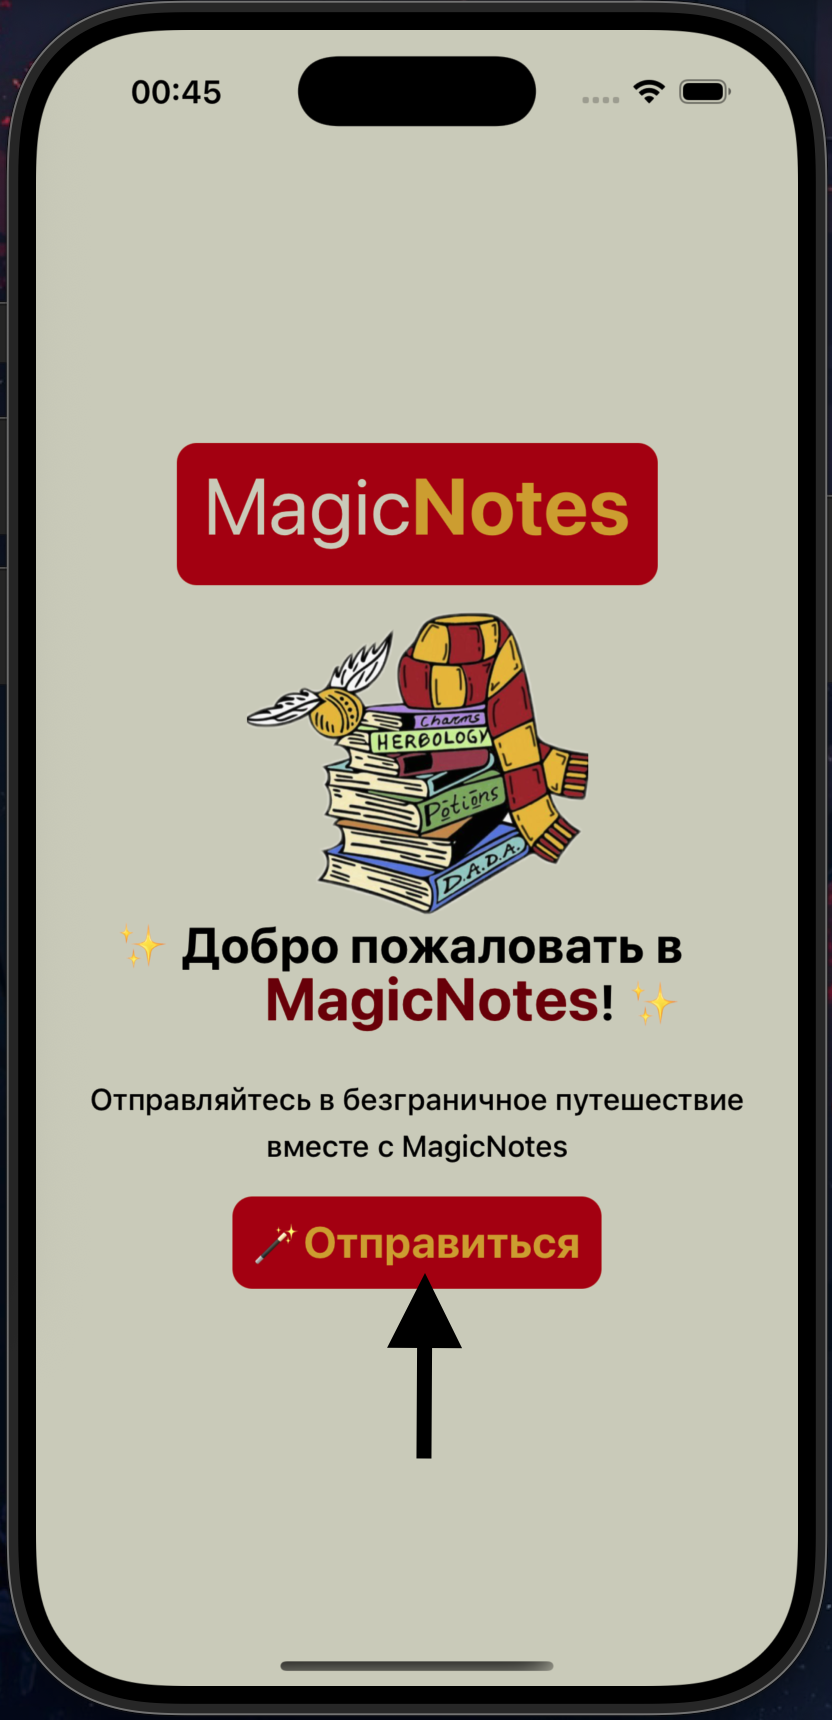 00:45
MagicNotes
Charms
HERBOLOGY
Potions
D.A.D.A.
✨ Добро пожаловать в
MagicNotes! ✨
Отправляйтесь в безграничное путешествие
вместе с MagicNotes
🪄 Отправиться